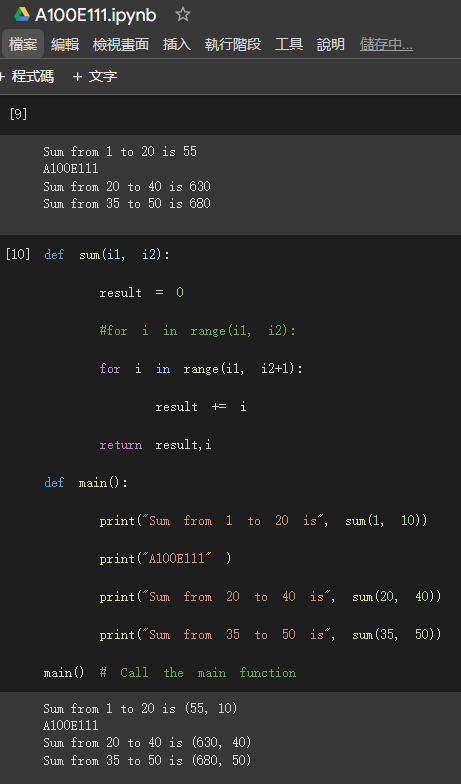 A100E111.ipynb
檔案 編輯 檢視畫面 插入 執行階段 工具 說明 儲存中...
+ 程式碼 + 文字
[9]
Sum from 1 to 20 is 55
A100E111
Sum from 20 to 40 is 630
Sum from 35 to 50 is 680
[10] def sum(i1, i2):
result = 0
#for i in range(i1, i2):
for i in range(i1, i2+1):
result += i
return result,i
def main():
print("Sum from 1 to 20 is", sum(1, 10))
print("A100E111" )
print("Sum from 20 to 40 is", sum(20, 40))
print("Sum from 35 to 50 is", sum(35, 50))
main() # Call the main function
Sum from 1 to 20 is (55, 10)
A100E111
Sum from 20 to 40 is (630, 40)
Sum from 35 to 50 is (680, 50)